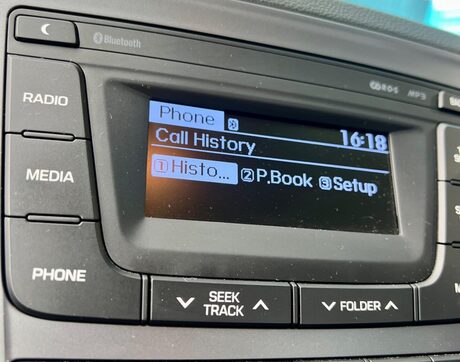 Bluetooth
RDS MP3
RADIO
MEDIA
PHONE
Phone
16:18
Call History
1 Histo... 2 P.Book 3 Setup
SEEK
TRACK
FOLDER